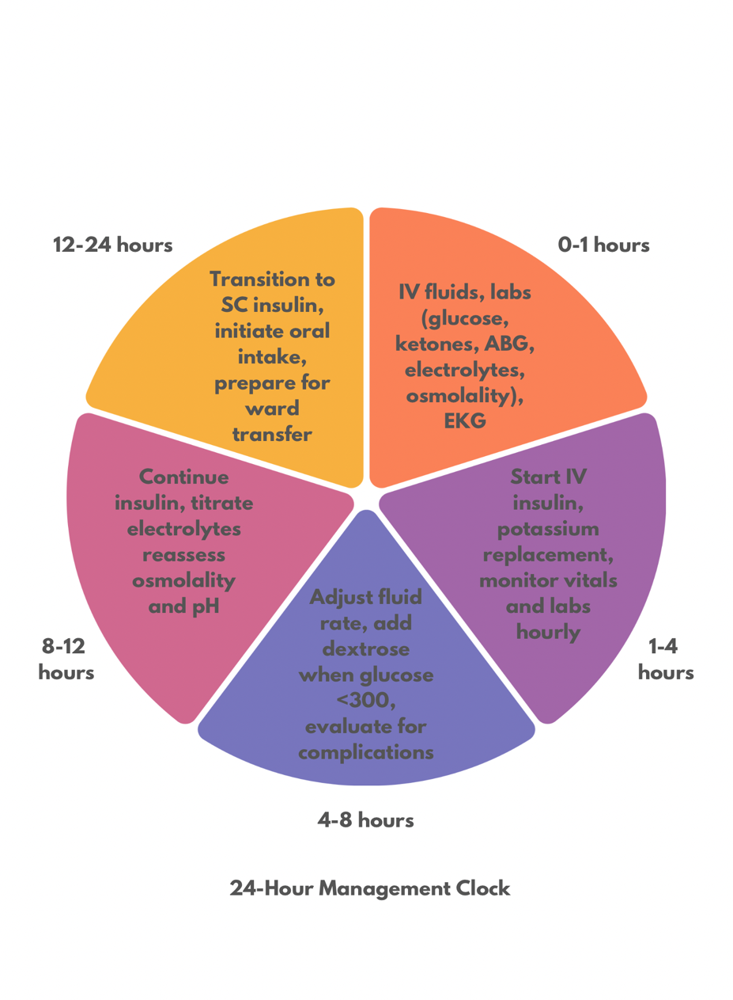 0-1 hours
IV fluids, labs
(glucose,
ketones, ABG,
electrolytes,
osmolality),
EKG
1-4
hours
Start IV
insulin,
potassium
replacement,
monitor vitals
and labs
hourly
4-8 hours
Adjust fluid
rate, add
dextrose
when glucose
<300,
evaluate for
complications
8-12
hours
Continue
insulin, titrate
electrolytes
reassess
osmolality
and pH
12-24 hours
Transition to
SC insulin,
initiate oral
intake,
prepare for
ward
transfer
24-Hour Management Clock